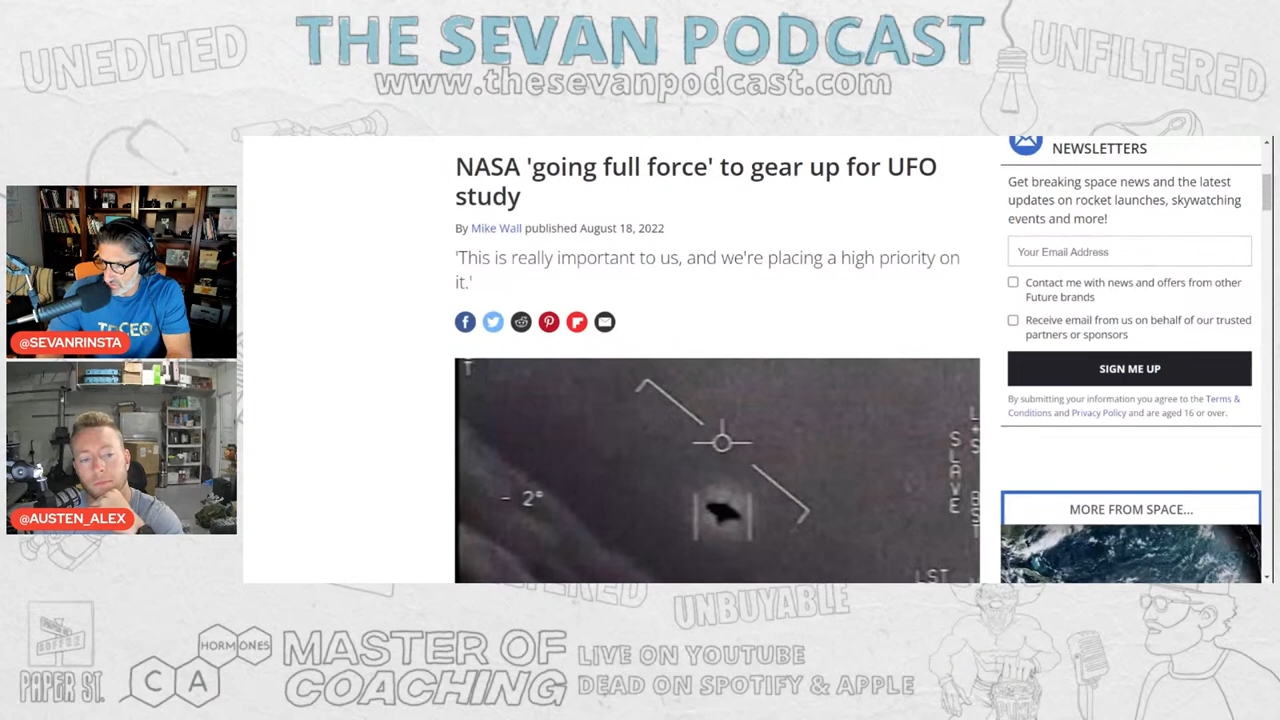 UNEDITED
THE SEVAN PODCAST
www.thesevanpodcast.com
UNFILTERED
NASA 'going full force' to gear up for UFO
study
By Mike Wall published August 18, 2022
'This is really important to us, and we're placing a high priority on
it.'
T
- 2°
L+S
SLAVE
LST
NEWSLETTERS
Get breaking space news and the latest
updates on rocket launches, skywatching
events and more!
Your Email Address
Contact me with news and offers from other
Future brands
Receive email from us on behalf of our trusted
partners or sponsors
SIGN ME UP
By submitting your information you agree to the Terms &
Conditions and Privacy Policy and are aged 16 or over.
MORE FROM SPACE...
@SEVANRINSTA
@AUSTEN_ALEX
UNBUYABLE
COFFEE
PAPER ST.
HORMONES
CA
MASTER OF
COACHING
LIVE ON YOUTUBE
DEAD ON SPOTIFY & APPLE